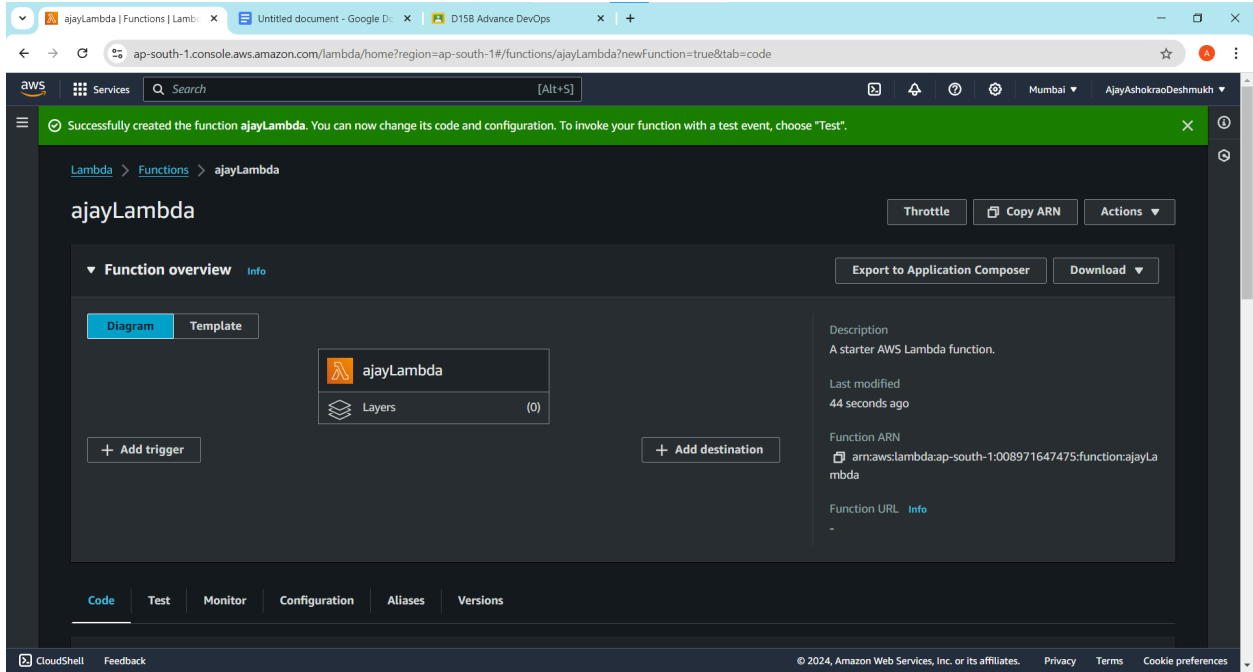 ajayLambda | Functions | Lambd
Untitled document - Google Do
D15B Advance DevOps
ap-south-1.console.aws.amazon.com/lambda/home?region=ap-south-1#/functions/ajayLambda?newFunction=true&tab=code
A
aws
Services
Search
[Alt+S]
Mumbai
AjayAshokraoDeshmukh
Successfully created the function ajayLambda. You can now change its code and configuration. To invoke your function with a test event, choose "Test".
Lambda > Functions > ajayLambda
ajayLambda
Throttle
Copy ARN
Actions
Function overview Info
Export to Application Composer
Download
Diagram
Template
ajayLambda
Layers
(0)
+ Add trigger
+ Add destination
Description
A starter AWS Lambda function.
Last modified
44 seconds ago
Function ARN
arn:aws:lambda:ap-south-1:008971647475:function:ajayLa
mbda
Function URL Info
-
Code
Test
Monitor
Configuration
Aliases
Versions
CloudShell
Feedback
© 2024, Amazon Web Services, Inc. or its affiliates.
Privacy
Terms
Cookie preferences